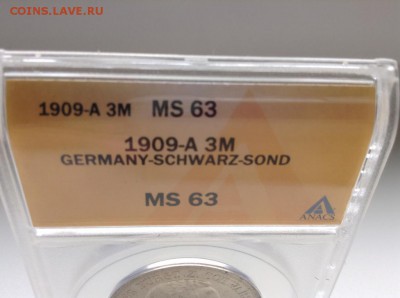 COINS.LAVE.RU
1909-A 3M MS 63
1909-A 3M
GERMANY-SCHWARZ-SOND
MS 63
ANACS